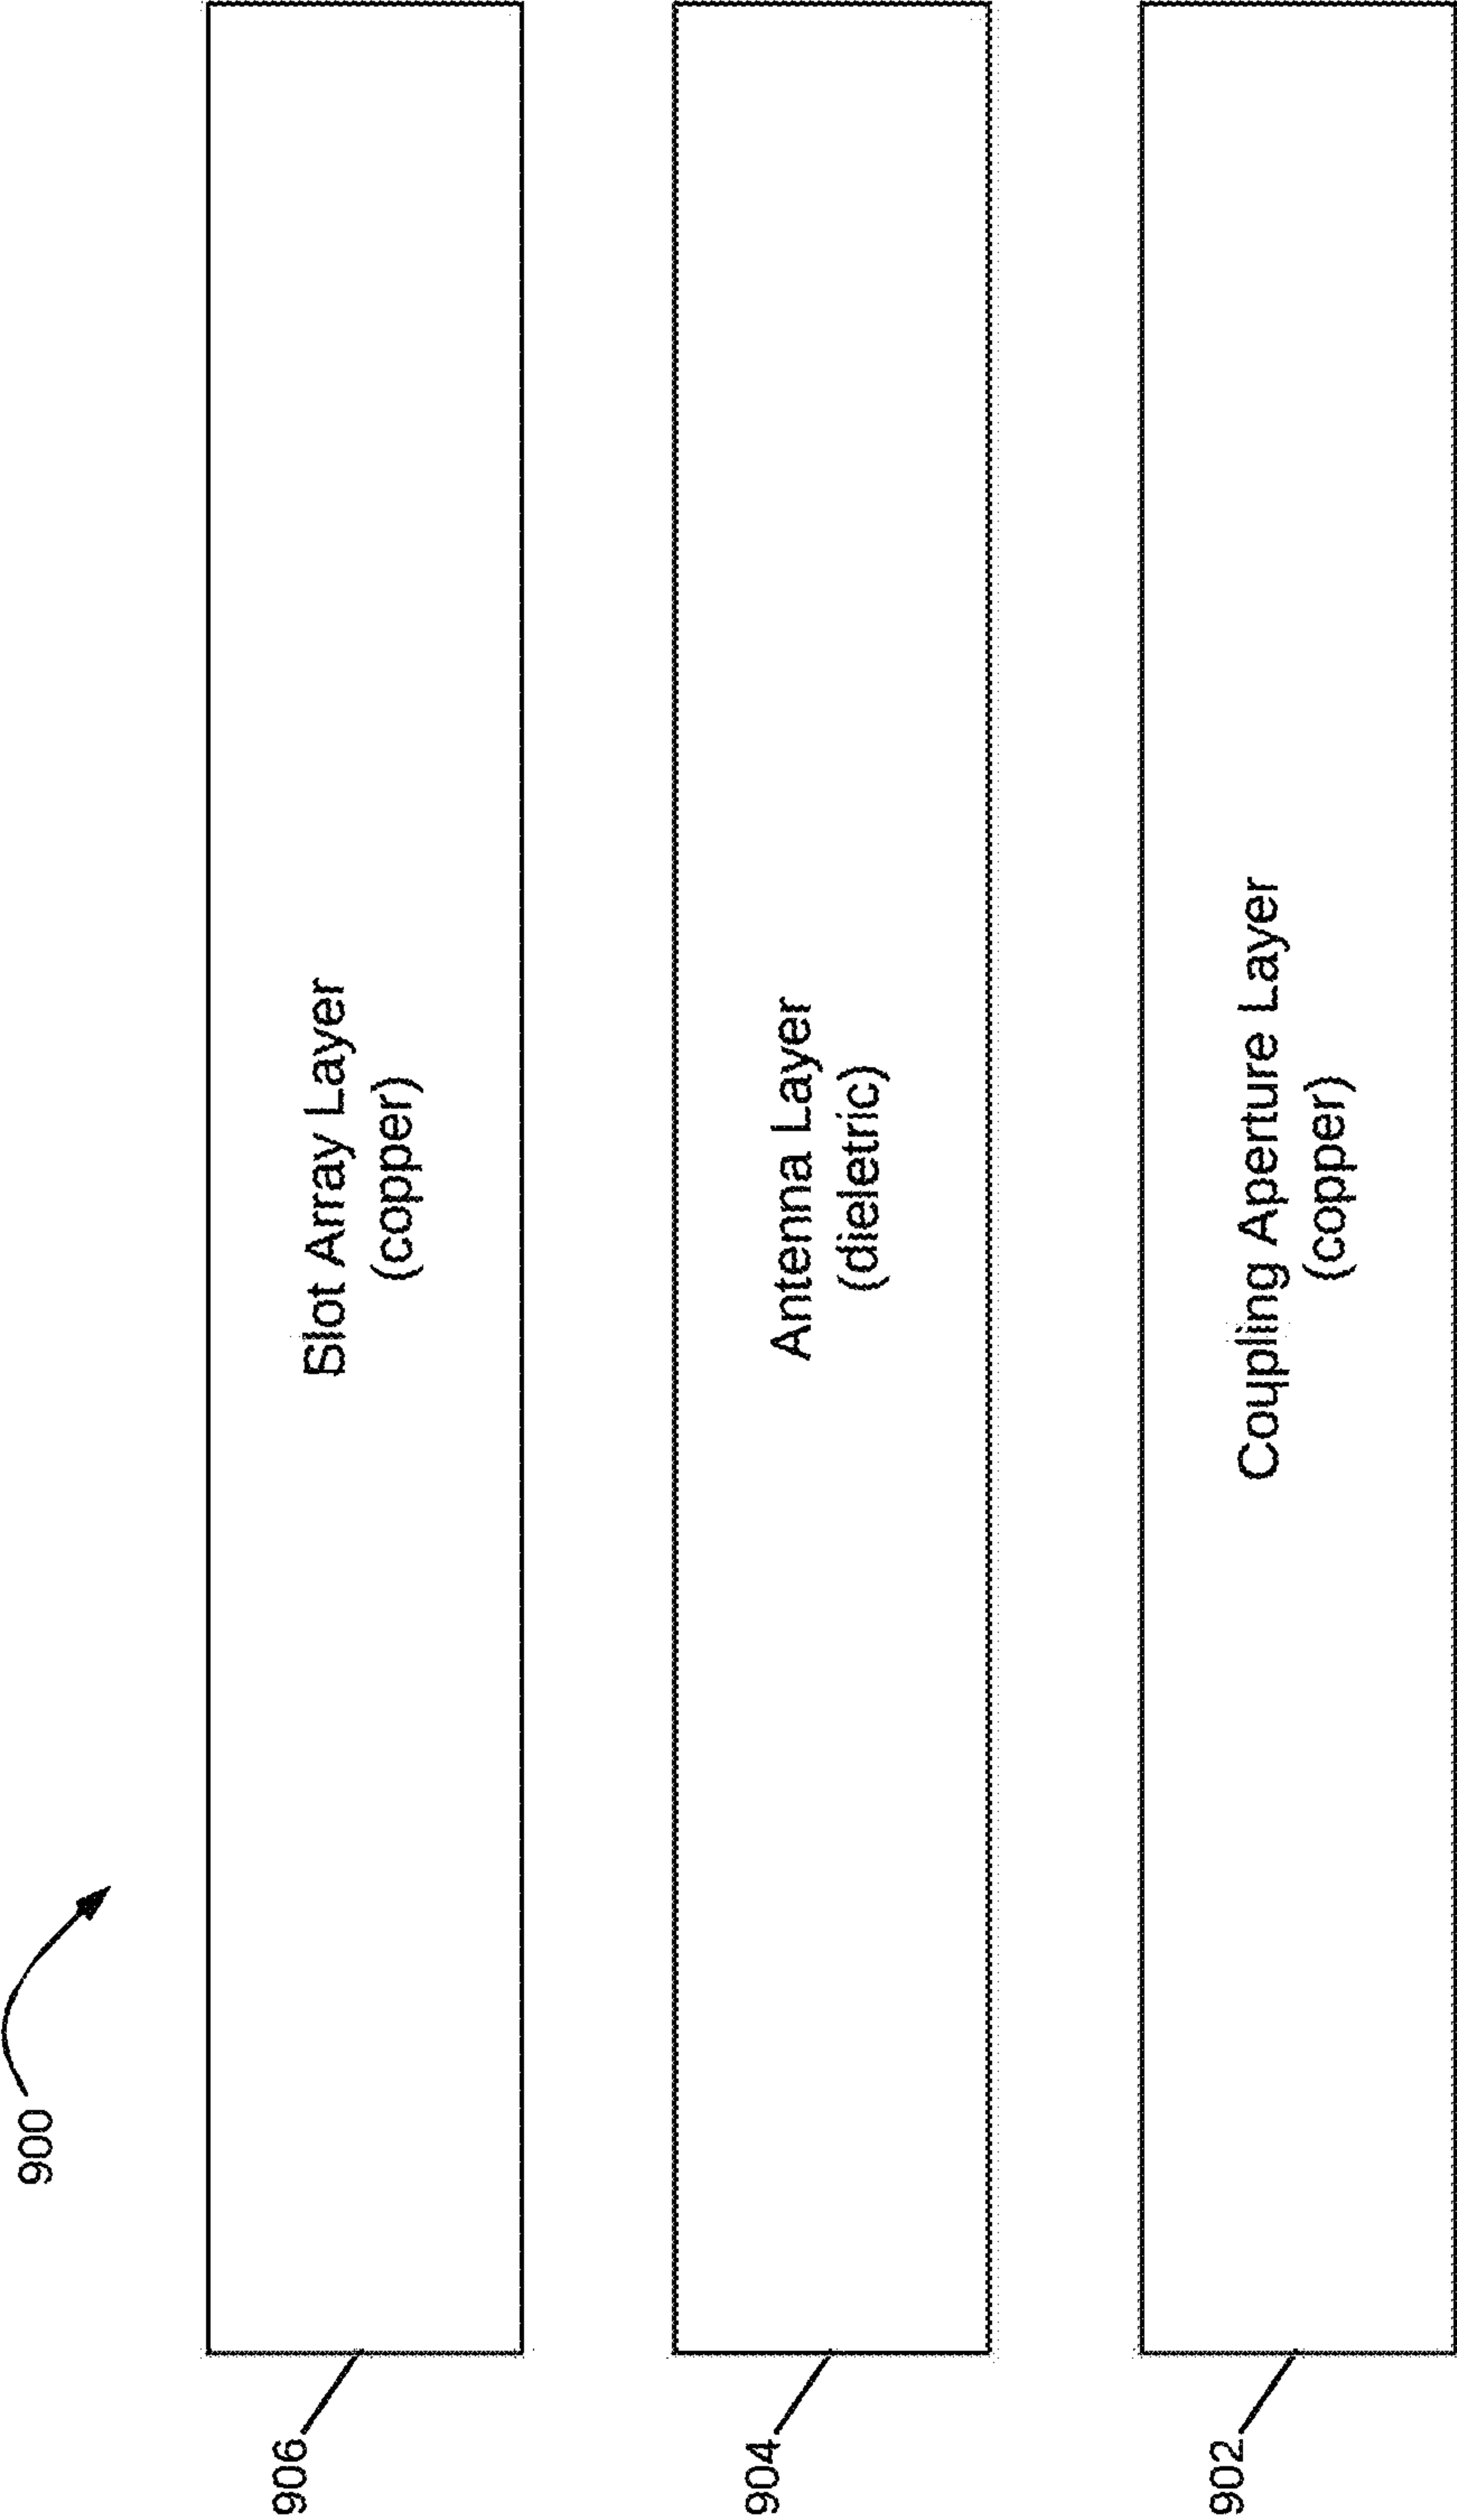 900
906
Slot Array Layer
(copper)
904
Antenna Layer
(dieletric)
902
Coupling Aperture Layer
(copper)